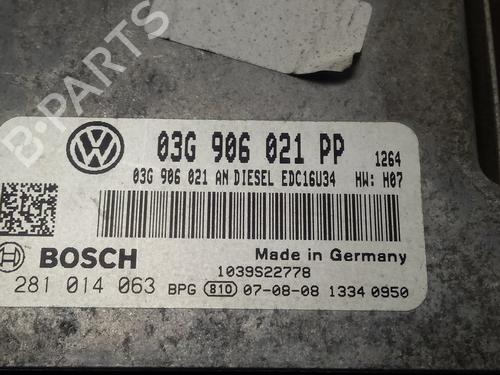 B-PARTS
03G 906 021 PP 1264
03G 906 021 AN DIESEL EDC16U34 HW: H07
BOSCH Made in Germany
1039S22778
281 014 063 BPG 810 07-08-08 1334 0950